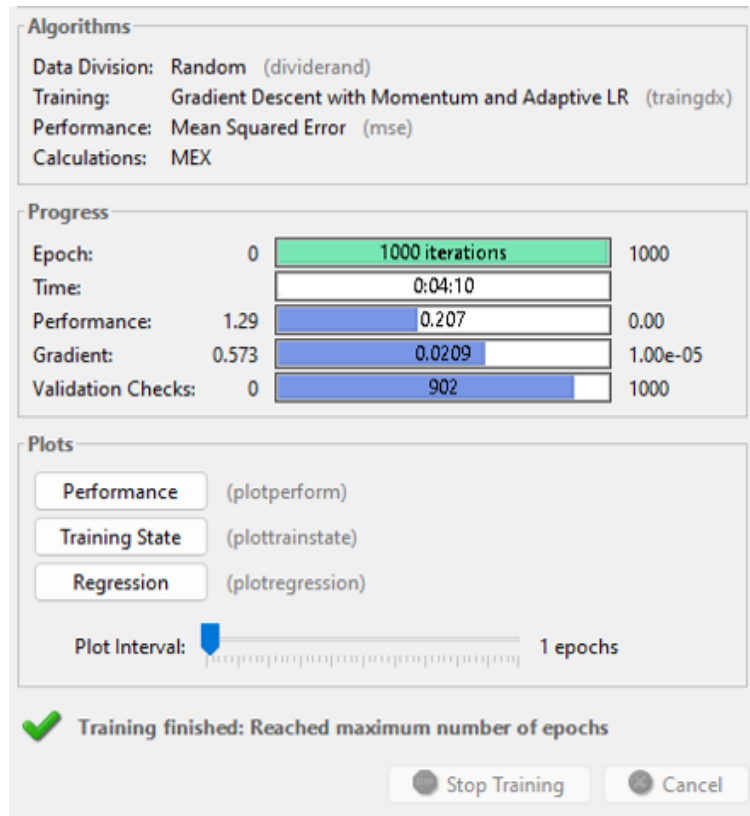 Algorithms
Data Division: Random (dividerand)
Training: Gradient Descent with Momentum and Adaptive LR (traingdx)
Performance: Mean Squared Error (mse)
Calculations: MEX
Progress
Epoch: 0 1000 iterations 1000
Time: 0:04:10
Performance: 1.29 0.207 0.00
Gradient: 0.573 0.0209 1.00e-05
Validation Checks: 0 902 1000
Plots
Performance (plotperform)
Training State (plottrainstate)
Regression (plotregression)
Plot Interval: 1 epochs
Training finished: Reached maximum number of epochs
Stop Training Cancel